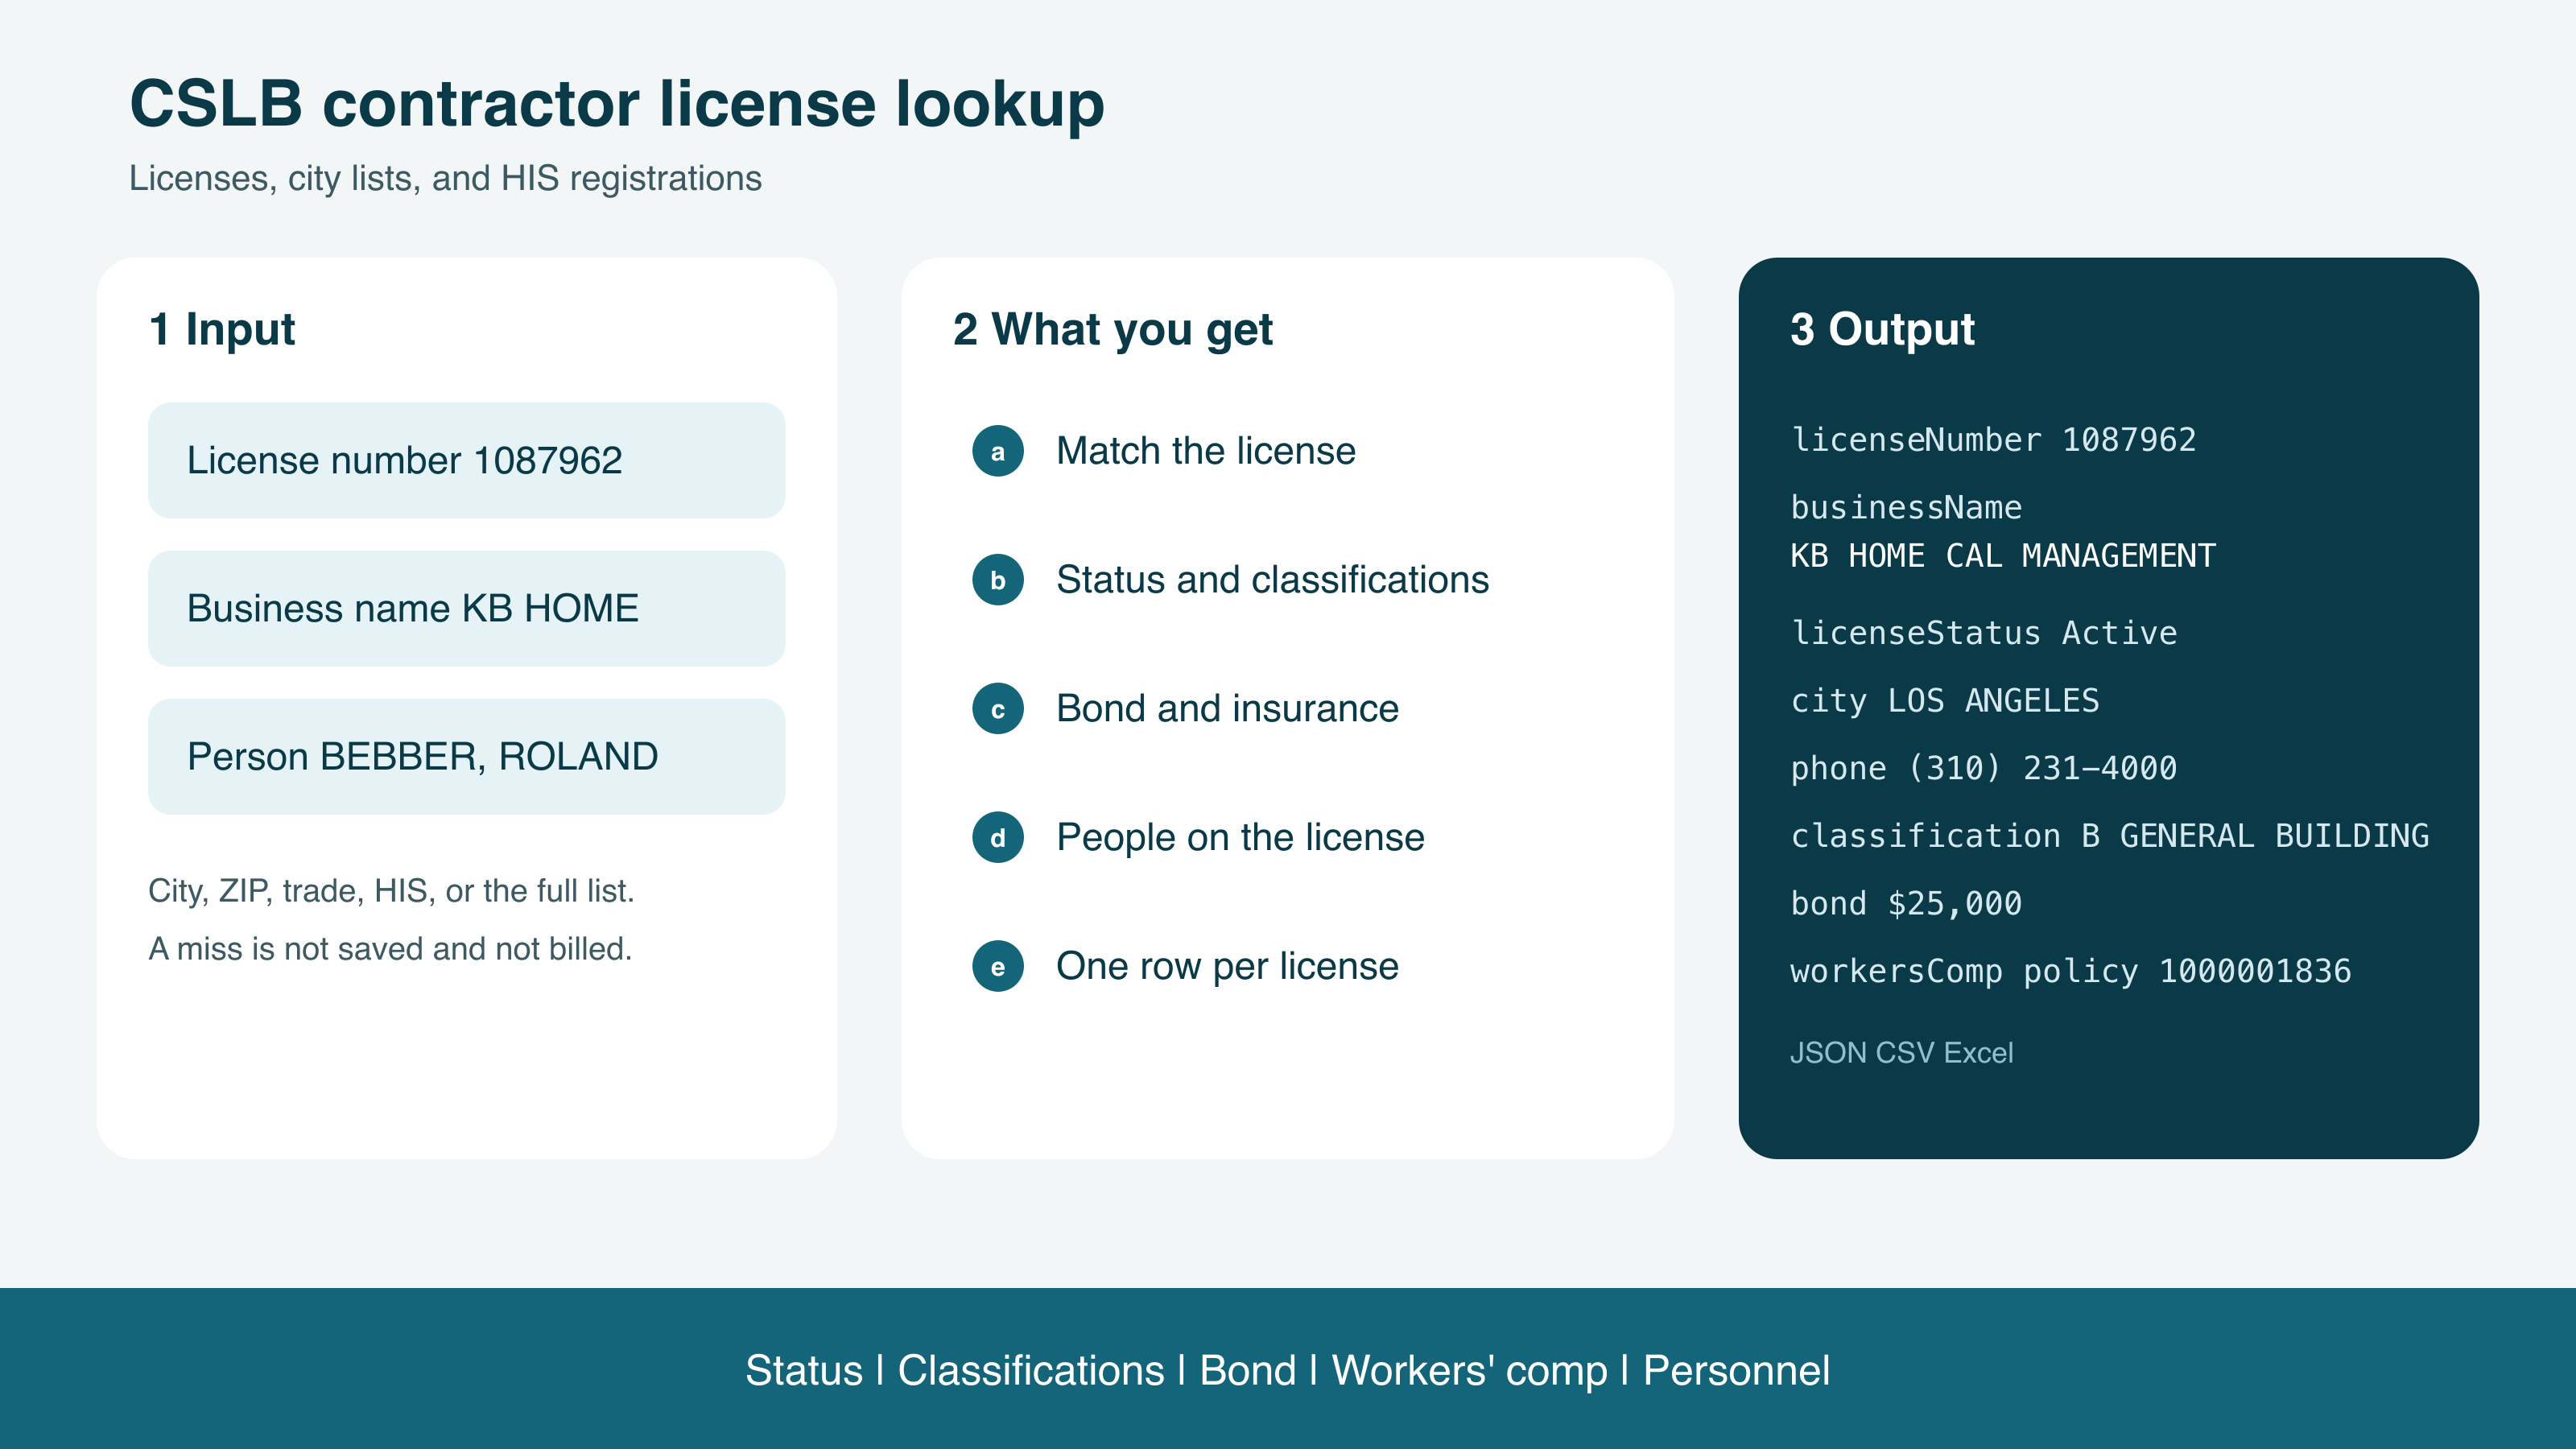 CSLB contractor license lookup
Licenses, city lists, and HIS registrations
1 Input
License number 1087962
Business name KB HOME
Person BEBBER, ROLAND
City, ZIP, trade, HIS, or the full list.
A miss is not saved and not billed.
2 What you get
a Match the license
b Status and classifications
c Bond and insurance
d People on the license
e One row per license
3 Output
licenseNumber 1087962
businessName
KB HOME CAL MANAGEMENT
licenseStatus Active
city LOS ANGELES
phone (310) 231-4000
classification B GENERAL BUILDING
bond $25,000
workersComp policy 1000001836
JSON CSV Excel
Status | Classifications | Bond | Workers' comp | Personnel